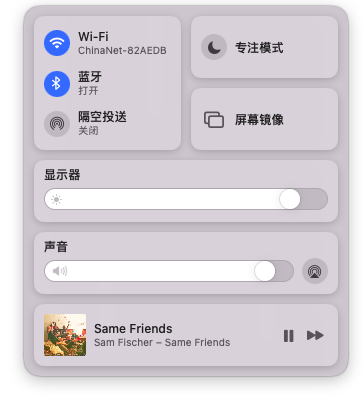 Wi-Fi
ChinaNet-82AEDB
蓝牙
打开
隔空投送
关闭
专注模式
屏幕镜像
显示器
声音
Same Friends
Sam Fischer – Same Friends